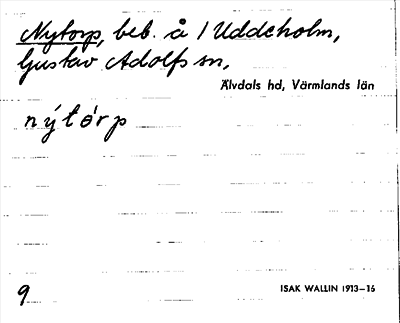 Nytorp, beb. å 1 Uddeholm,
Gustav Adolfs sn,
Älvdals hd, Värmlands län
nýtórp
9
ISAK WALLIN 1913–16